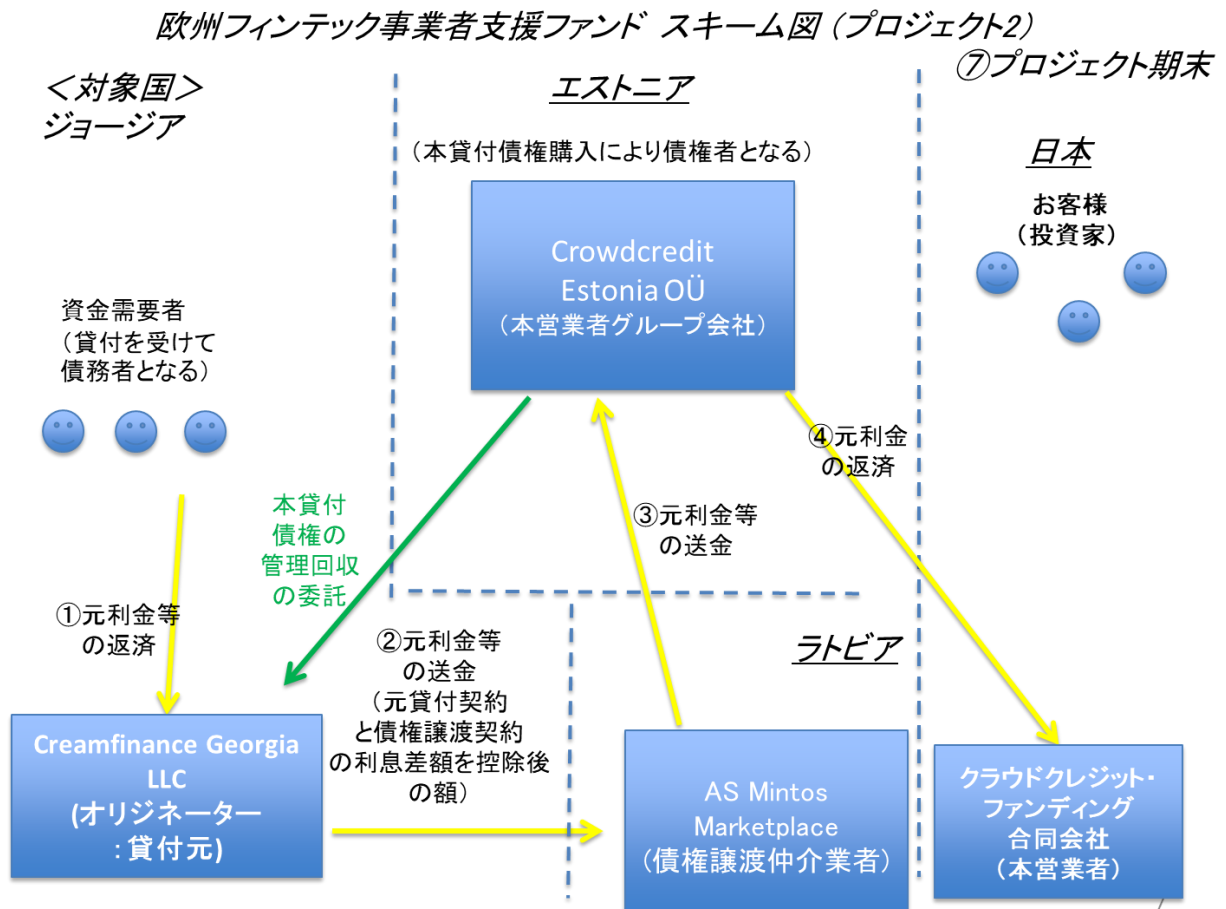 欧州フィンテック事業者支援ファンド スキーム図（プロジェクト2）
⑦プロジェクト期末
＜対象国＞
ジョージア
エストニア
（本貸付債権購入により債権者となる）
日本
お客様
（投資家）
Crowdcredit
Estonia OÜ
（本営業者グループ会社）
資金需要者
（貸付を受けて
債務者となる）
④元利金
の返済
本貸付
債権の
管理回収
の委託
③元利金等
の送金
①元利金等
の返済
②元利金等
の送金
（元貸付契約
と債権譲渡契約
の利息差額を控除後
の額）
ラトビア
Creamfinance Georgia
LLC
(オリジネーター
：貸付元)
AS Mintos
Marketplace
（債権譲渡仲介業者）
クラウドクレジット・
ファンディング
合同会社
（本営業者）